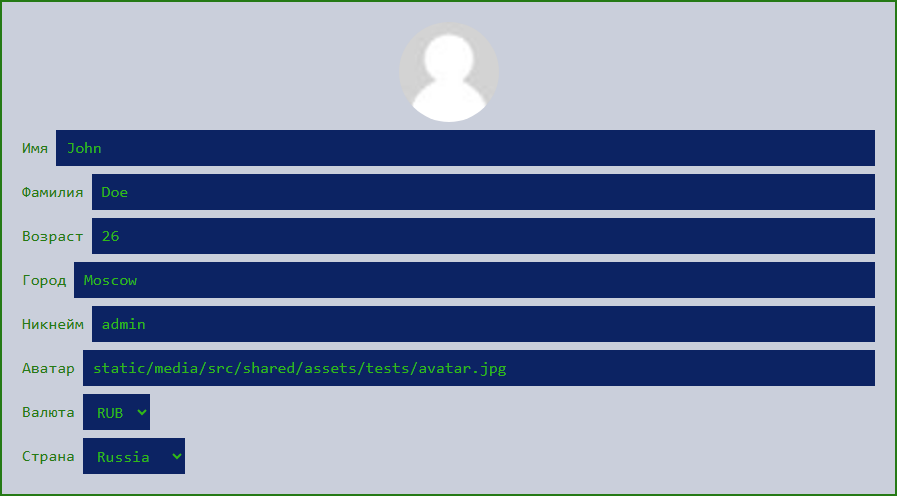 Имя John
Фамилия Doe
Возраст 26
Город Moscow
Никнейм admin
Аватар static/media/src/shared/assets/tests/avatar.jpg
Валюта RUB
Страна Russia